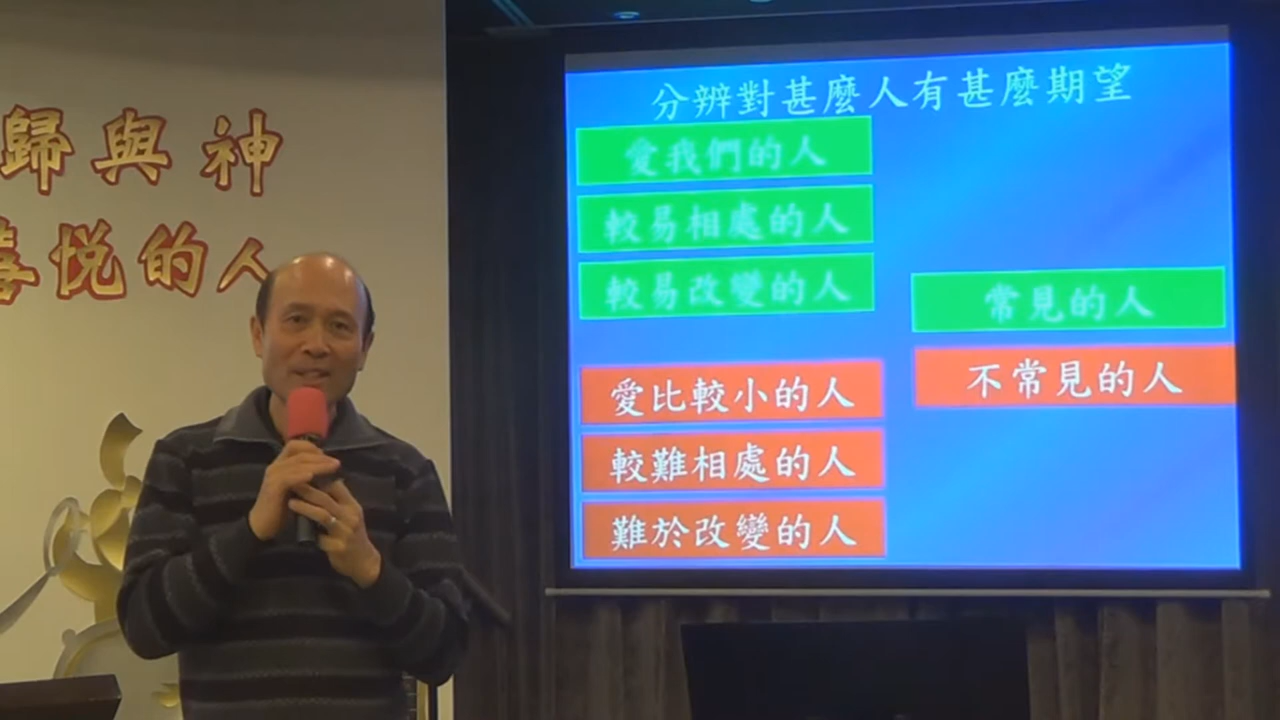 歸與神
喜悅的人
分辨對甚麼人有甚麼期望
愛我們的人
較易相處的人
較易改變的人
常見的人
愛比較小的人
不常見的人
較難相處的人
難於改變的人